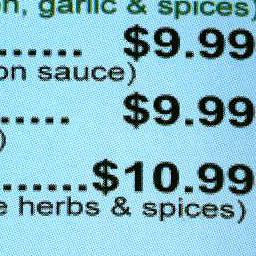 garlic & spices)
...... $9.99
on sauce)
..... $9.99
)
......$10.99
herbs & spices)